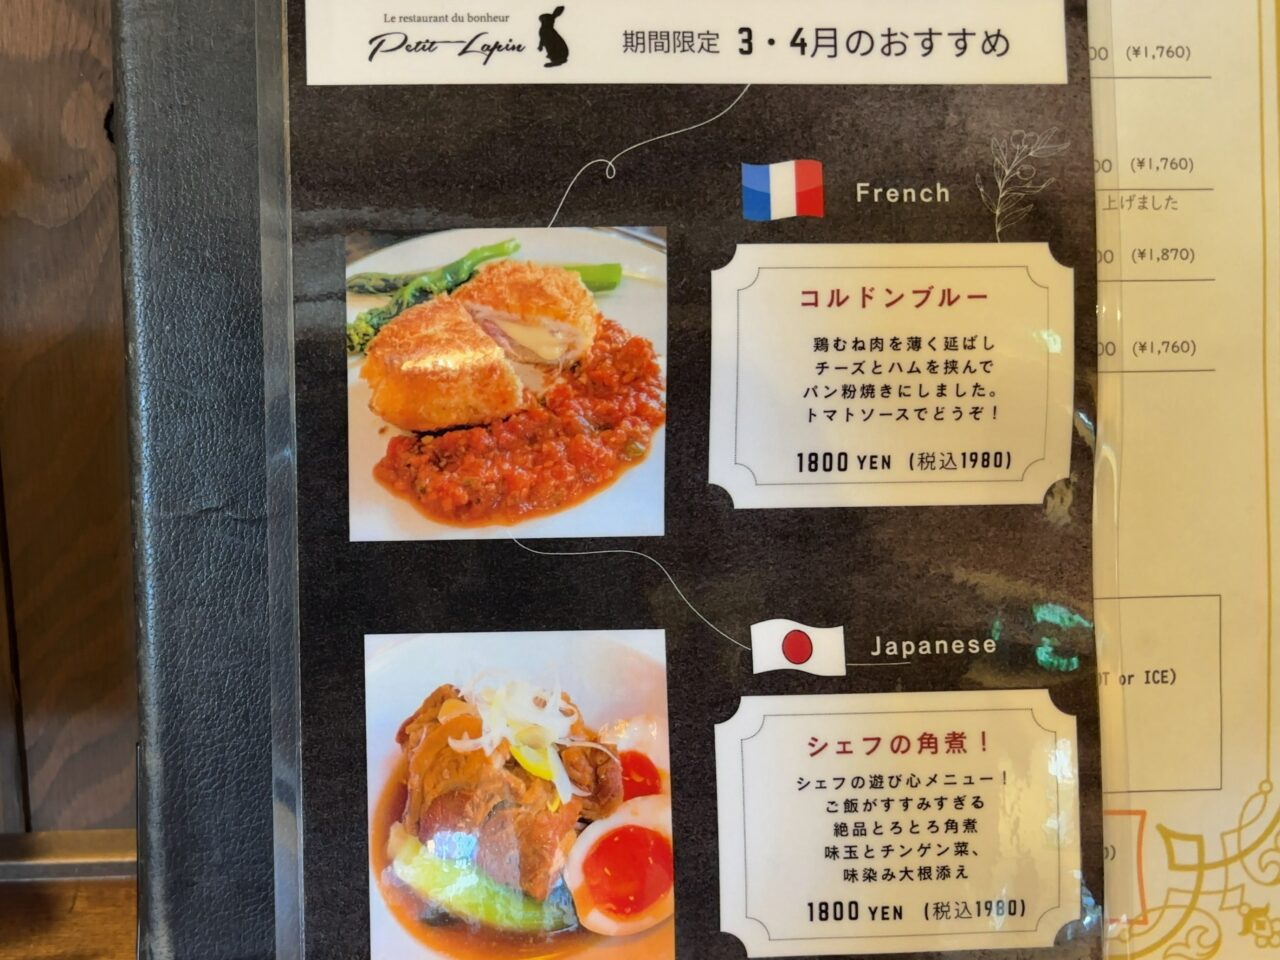 Le restaurant du bonheur
Petit Lapin
期間限定 3・4月のおすすめ
French
コルドンブルー
鶏むね肉を薄く延ばし
チーズとハムを挟んで
パン粉焼きにしました。
トマトソースでどうぞ！
1800 YEN (税込1980)
Japanese
シェフの角煮！
シェフの遊び心メニュー！
ご飯がすすみすぎる
絶品とろとろ角煮
味玉とチンゲン菜、
味染み大根添え
1800 YEN (税込1980)
00 (¥1,760)
00 (¥1,760)
上げました
00 (¥1,870)
00 (¥1,760)
OT or ICE)